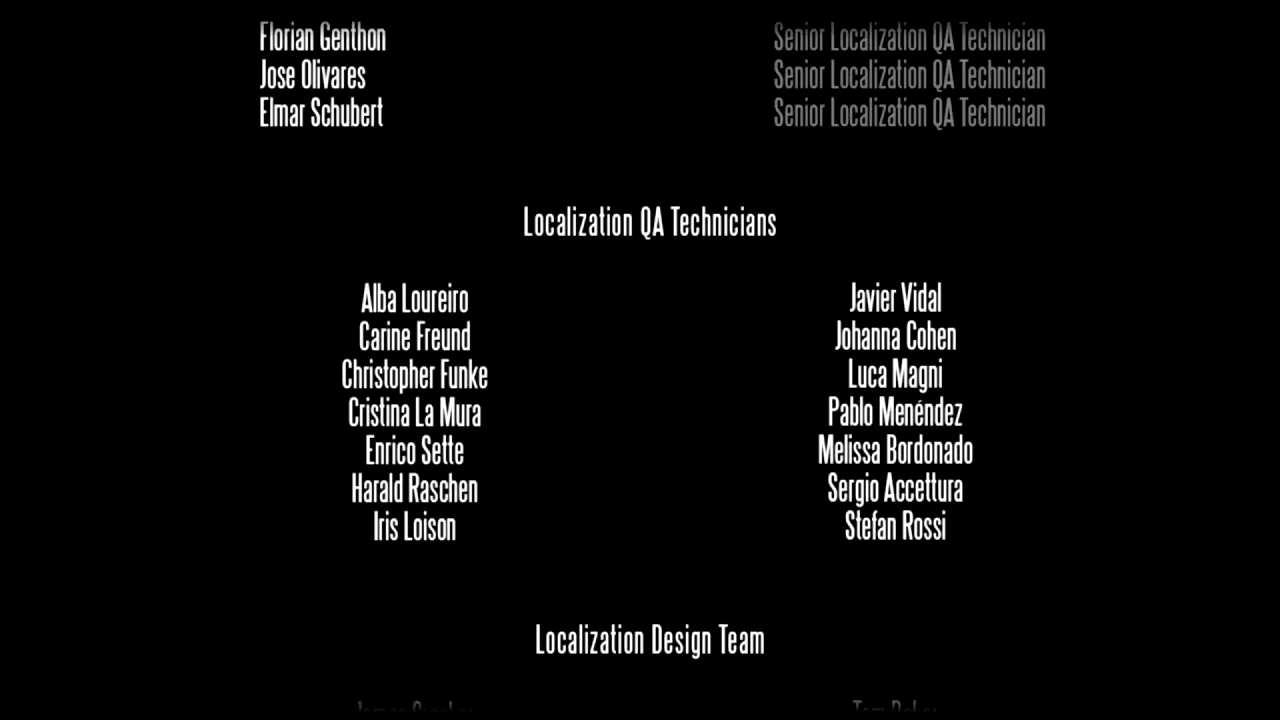 Florian Genthon Senior Localization QA Technician
Jose Olivares Senior Localization QA Technician
Elmar Schubert Senior Localization QA Technician
Localization QA Technicians
Alba Loureiro Javier Vidal
Carine Freund Johanna Cohen
Christopher Funke Luca Magni
Cristina La Mura Pablo Menéndez
Enrico Sette Melissa Bordonado
Harald Raschen Sergio Accettura
Iris Loison Stefan Rossi
Localization Design Team